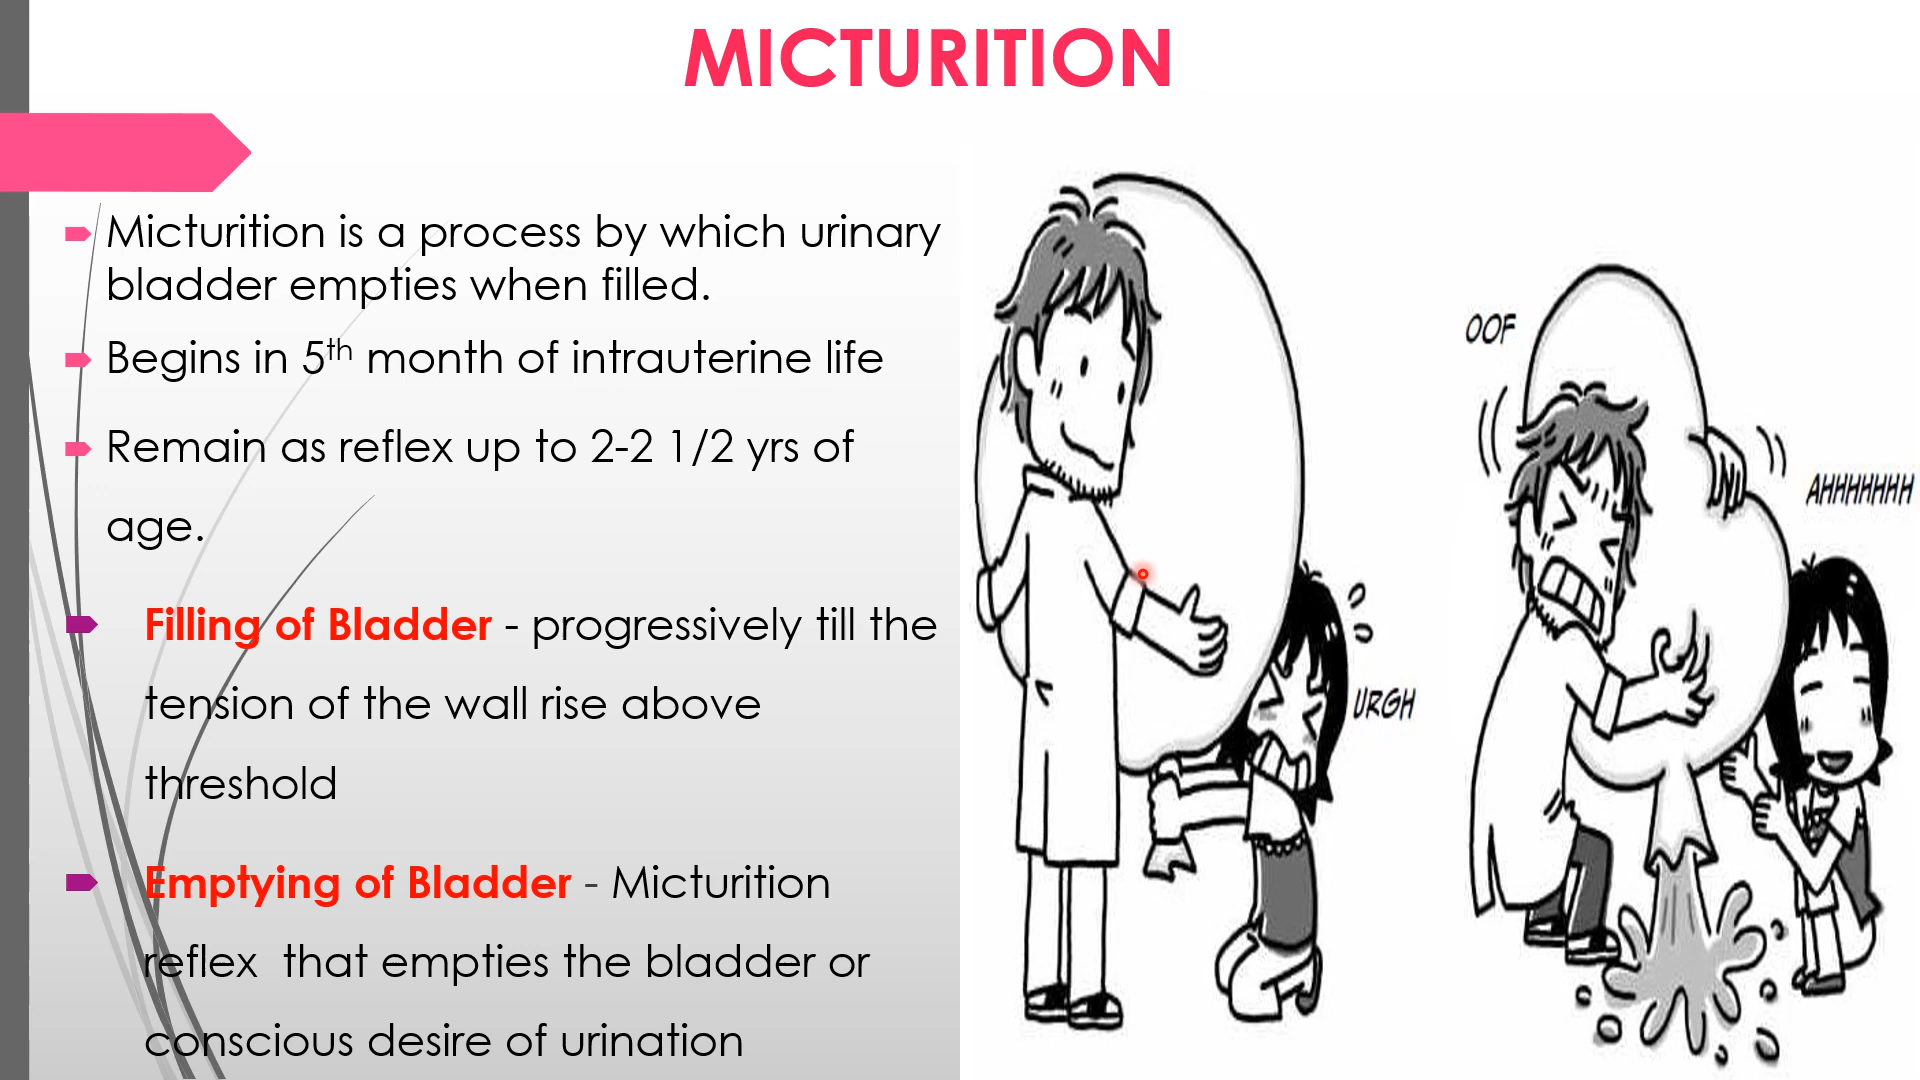 MICTURITION
Micturition is a process by which urinary
bladder empties when filled.
Begins in 5th month of intrauterine life
Remain as reflex up to 2-2 1/2 yrs of
age.
Filling of Bladder - progressively till the
tension of the wall rise above
threshold
Emptying of Bladder - Micturition
reflex  that empties the bladder or
conscious desire of urination
URGH
OOF
AHHHHHHH